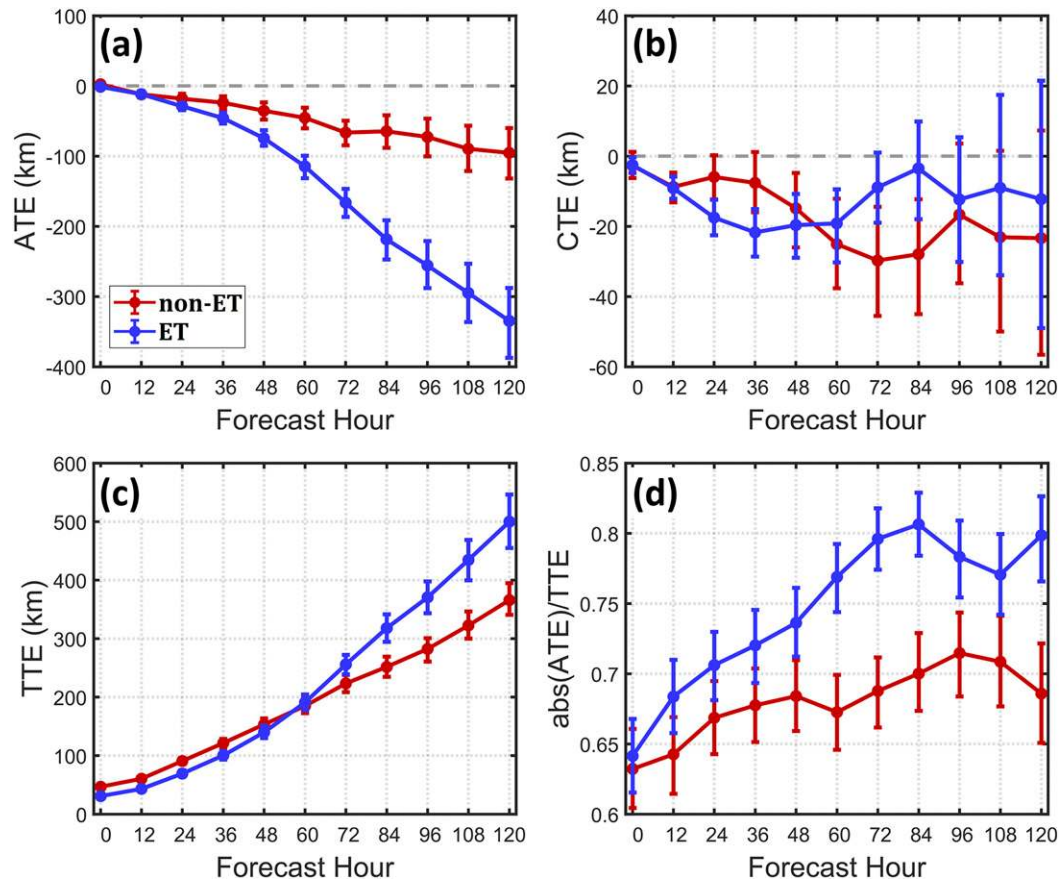 (a)
ATE (km)
100
0
-100
-200
-300
-400
non-ET
ET
0 12 24 36 48 60 72 84 96 108 120
Forecast Hour
(b)
CTE (km)
40
20
0
-20
-40
-60
0 12 24 36 48 60 72 84 96 108 120
Forecast Hour
(c)
TTE (km)
600
500
400
300
200
100
0
0 12 24 36 48 60 72 84 96 108 120
Forecast Hour
(d)
abs(ATE)/TTE
0.85
0.8
0.75
0.7
0.65
0.6
0 12 24 36 48 60 72 84 96 108 120
Forecast Hour